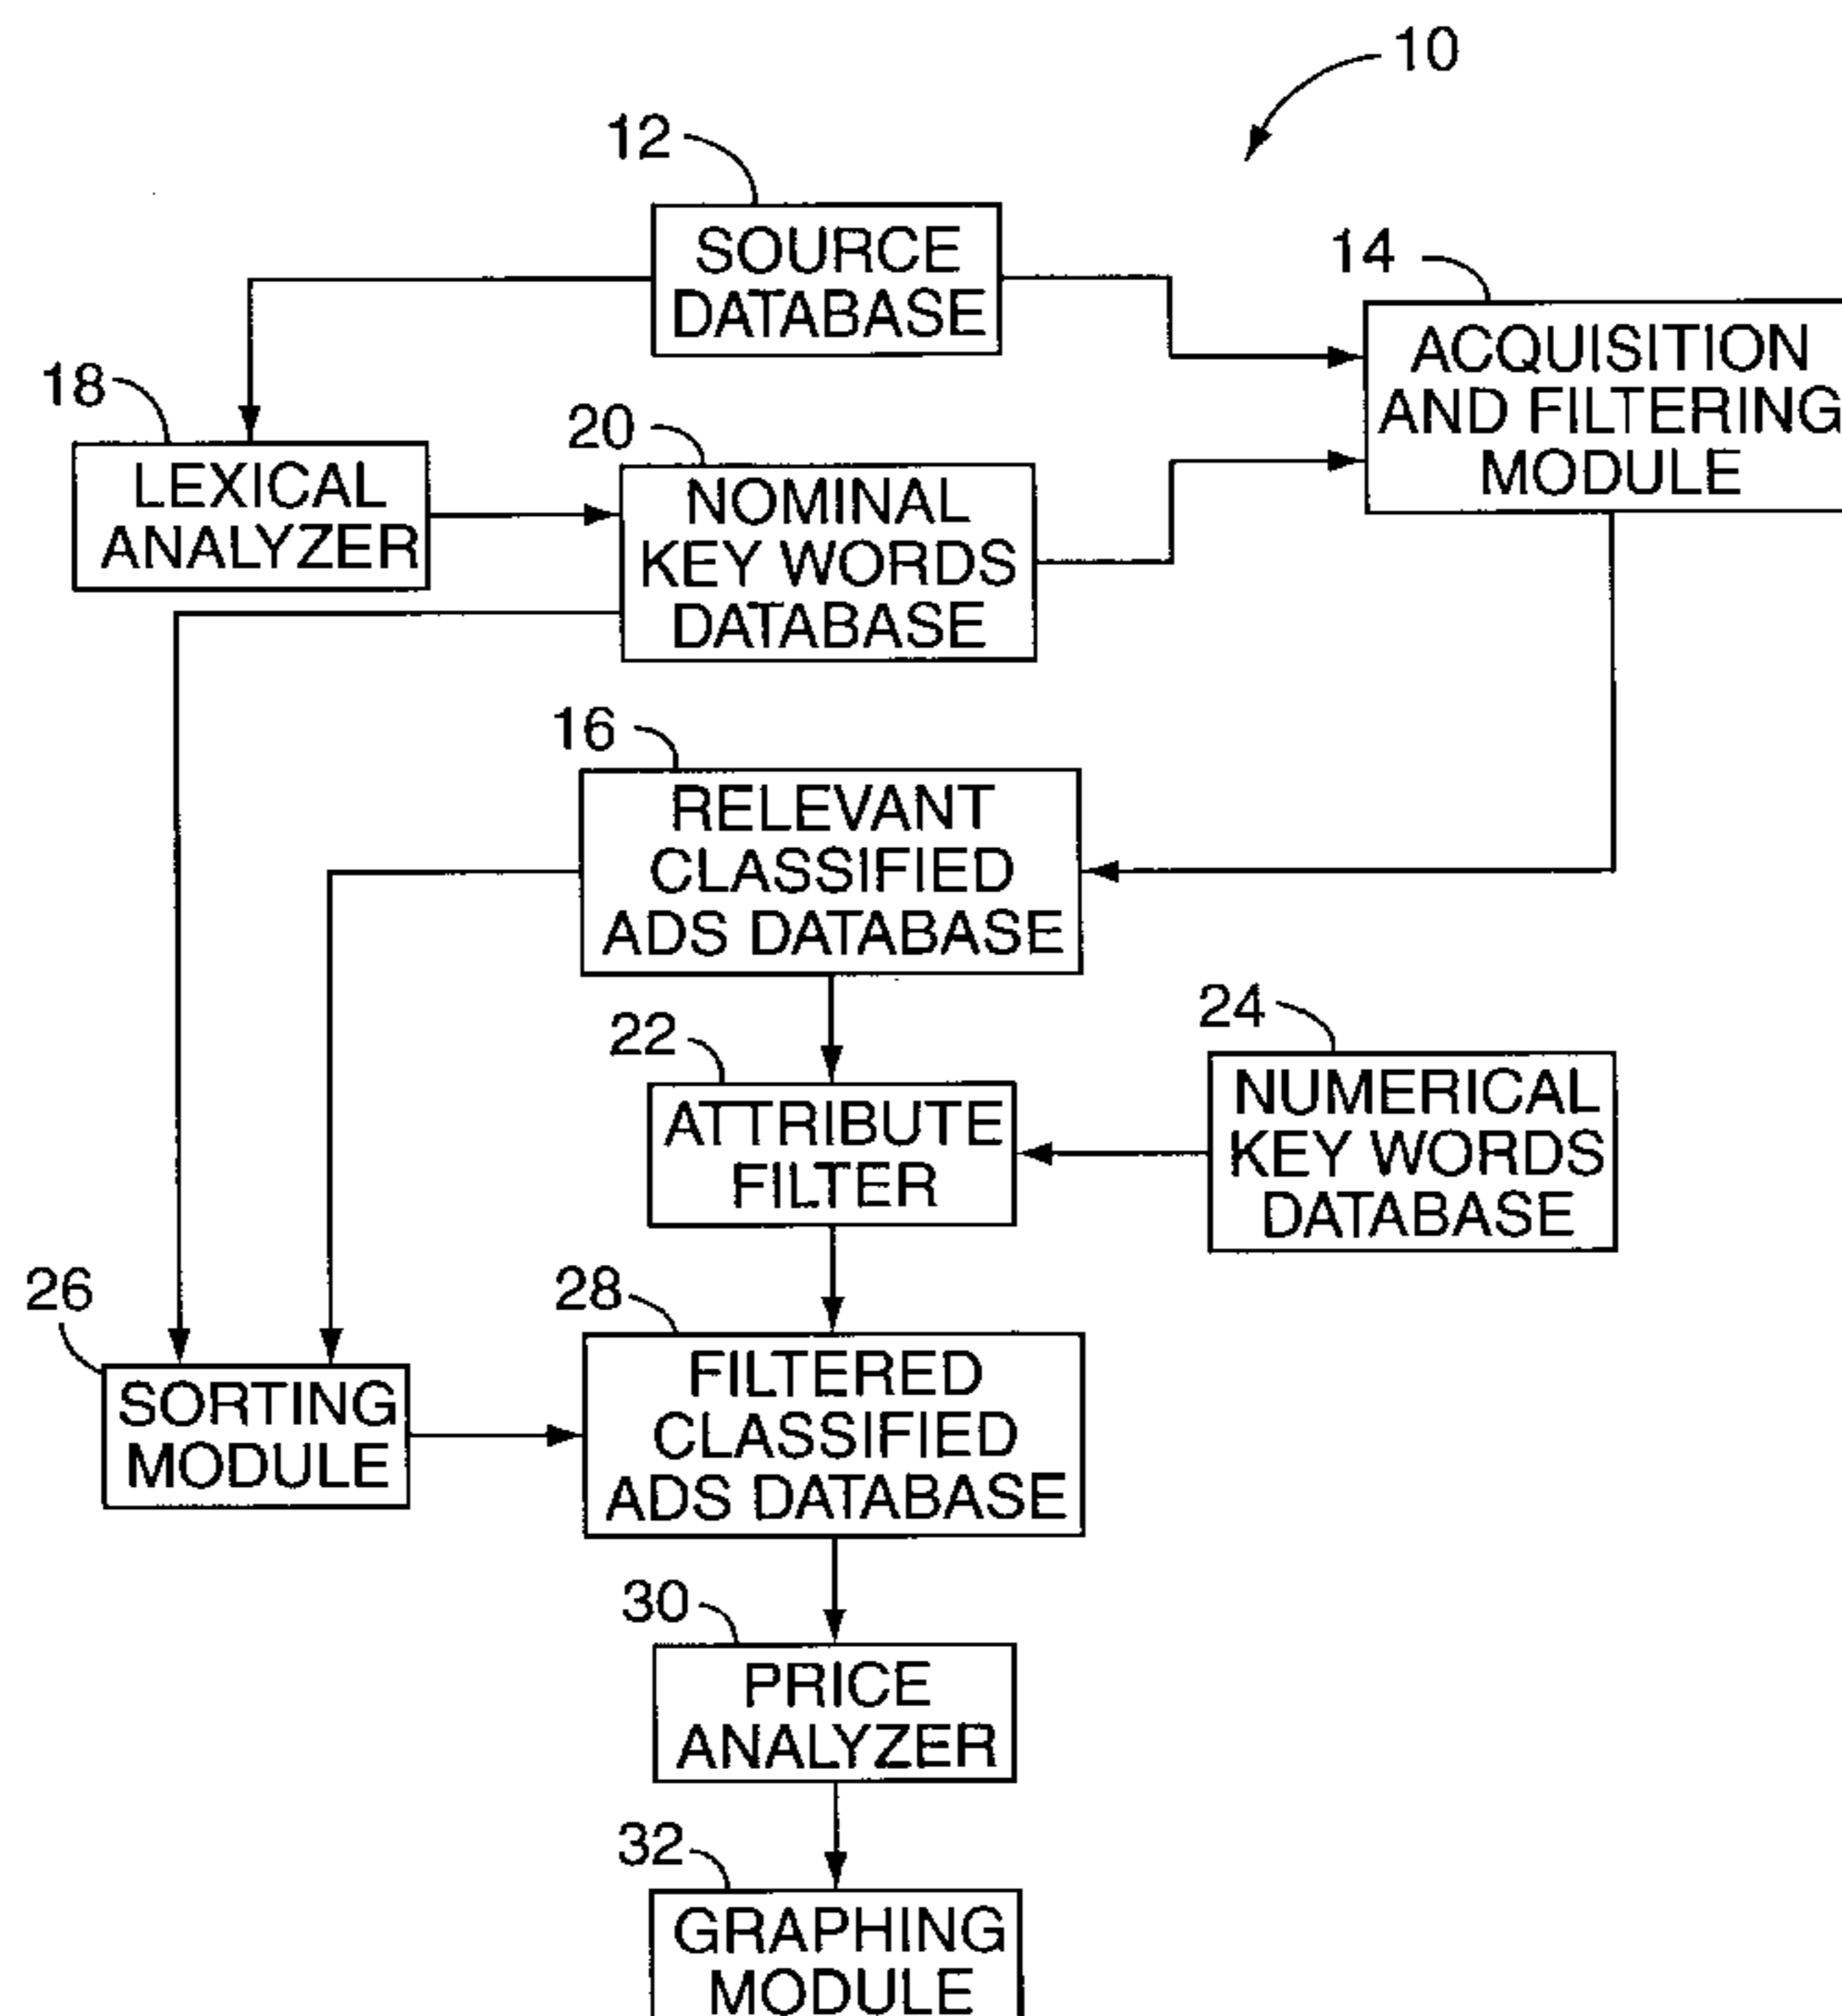 10
12
SOURCE
DATABASE
14
ACQUISITION
AND FILTERING
MODULE
18
LEXICAL
ANALYZER
20
NOMINAL
KEY WORDS
DATABASE
16
RELEVANT
CLASSIFIED
ADS DATABASE
22
ATTRIBUTE
FILTER
24
NUMERICAL
KEY WORDS
DATABASE
26
SORTING
MODULE
28
FILTERED
CLASSIFIED
ADS DATABASE
30
PRICE
ANALYZER
32
GRAPHING
MODULE